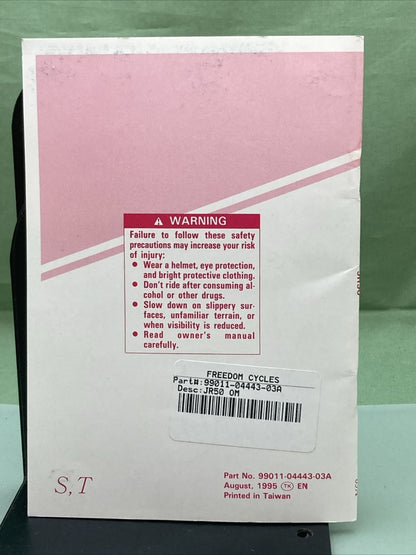 ⚠ WARNING
Failure to follow these safety
precautions may increase your risk
of injury:
● Wear a helmet, eye protection,
and bright protective clothing.
● Don't ride after consuming al-
cohol or other drugs.
● Slow down on slippery sur-
faces, unfamiliar terrain, or
when visibility is reduced.
● Read owner's manual
carefully.
FREEDOM CYCLES
Part#:99011-04443-03A
Desc:JR50 OM
S,T
Part No. 99011-04443-03A
August, 1995 TK EN
Printed in Taiwan